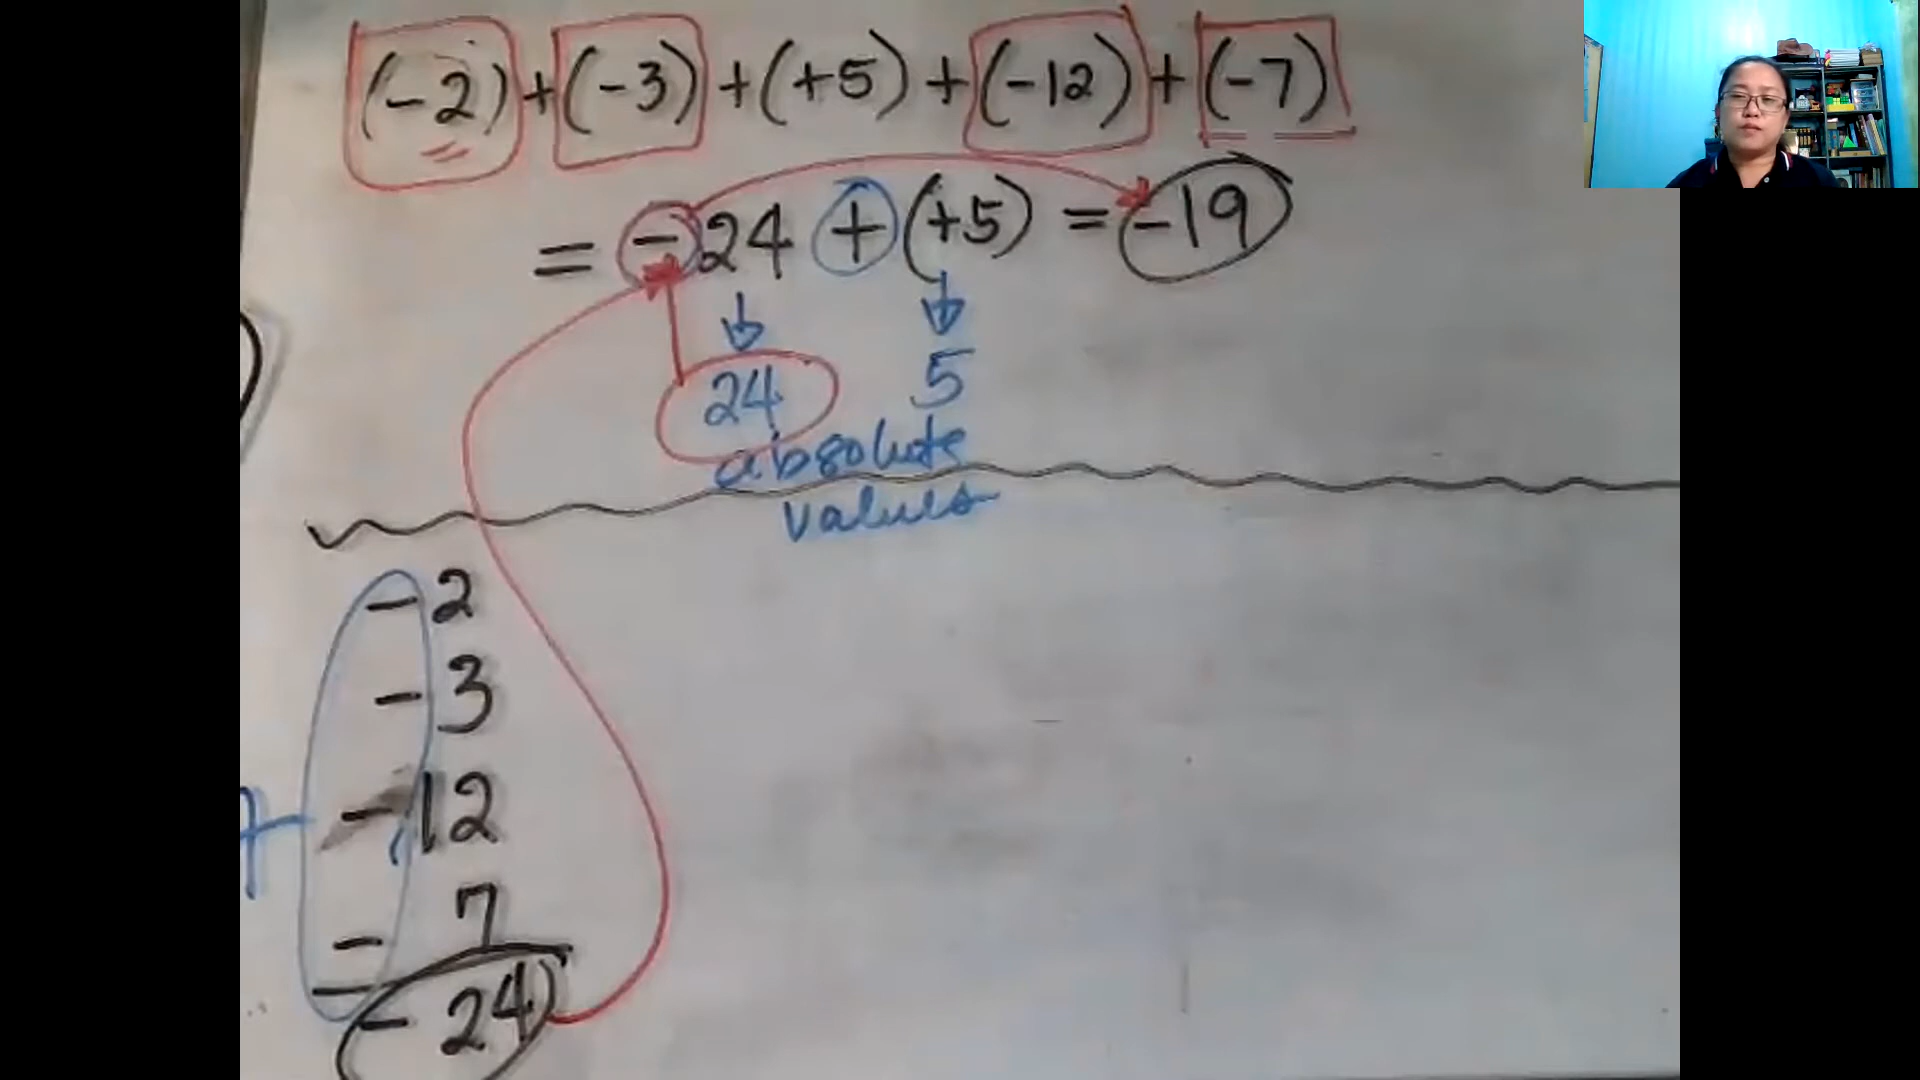 (-2)+(-3)+(+5)+(-12)+(-7)
= -24 + (+5) = -19
24 5
absolute
values
-2
-3
-12
- 7
- 24